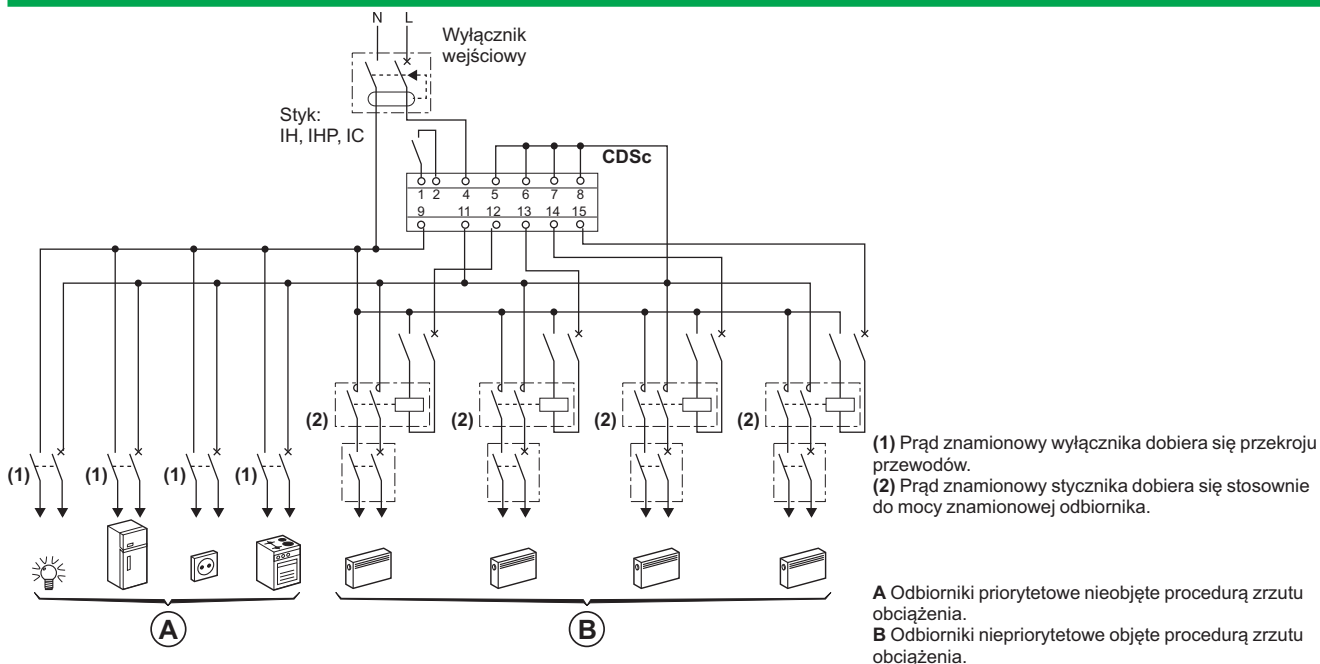 N L
Wyłącznik
wejściowy
Styk:
IH, IHP, IC
CDSc
1 2 4 5 6 7 8
9 11 12 13 14 15
(2) (2) (2) (2)
(1) (1) (1) (1)
(1) Prąd znamionowy wyłącznika dobiera się przekroju
przewodów.
(2) Prąd znamionowy stycznika dobiera się stosownie
do mocy znamionowej odbiornika.
A B
A Odbiorniki priorytetowe nieobjęte procedurą zrzutu
obciążenia.
B Odbiorniki niepriorytetowe objęte procedurą zrzutu
obciążenia.